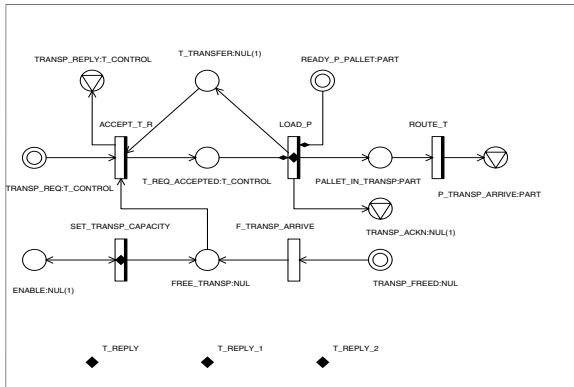 T_TRANSFER:NUL(1)
READY_P_PALLET:PART
TRANSP_REPLY:T_CONTROL
ACCEPT_T_R
LOAD_P
ROUTE_T
TRANSP_REQ:T_CONTROL
T_REQ_ACCEPTED:T_CONTROL
PALLET_IN_TRANSP:PART
P_TRANSP_ARRIVE:PART
SET_TRANSP_CAPACITY
F_TRANSP_ARRIVE
TRANSP_ACKN:NUL(1)
ENABLE:NUL(1)
FREE_TRANSP:NUL
TRANSP_FREED:NUL
T_REPLY
T_REPLY_1
T_REPLY_2